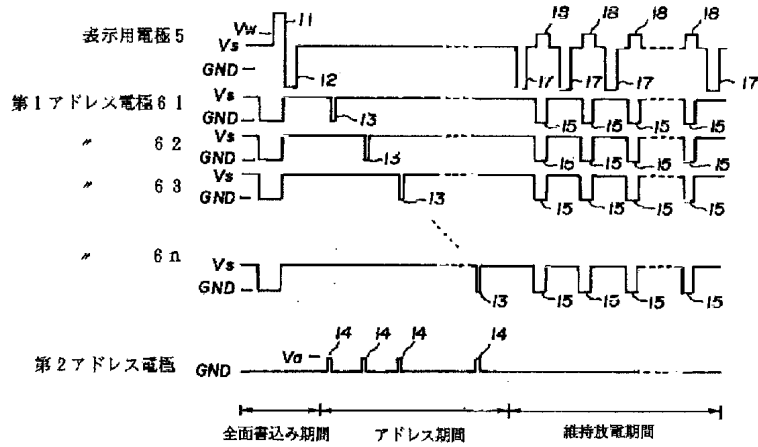 Vw 11
表示用電極5 Vs 18 18 18 18
GND 12 17 17 17 17
第1アドレス電極61 Vs GND 13 15 15 15 15
〃 62 Vs GND 13 15 15 15 15
〃 63 Vs GND 13 15 15 15 15
〃 6n Vs GND 13 15 15 15 15
14 14 14 14
Va
第2アドレス電極 GND
全面書込み期間 アドレス期間 維持放電期間